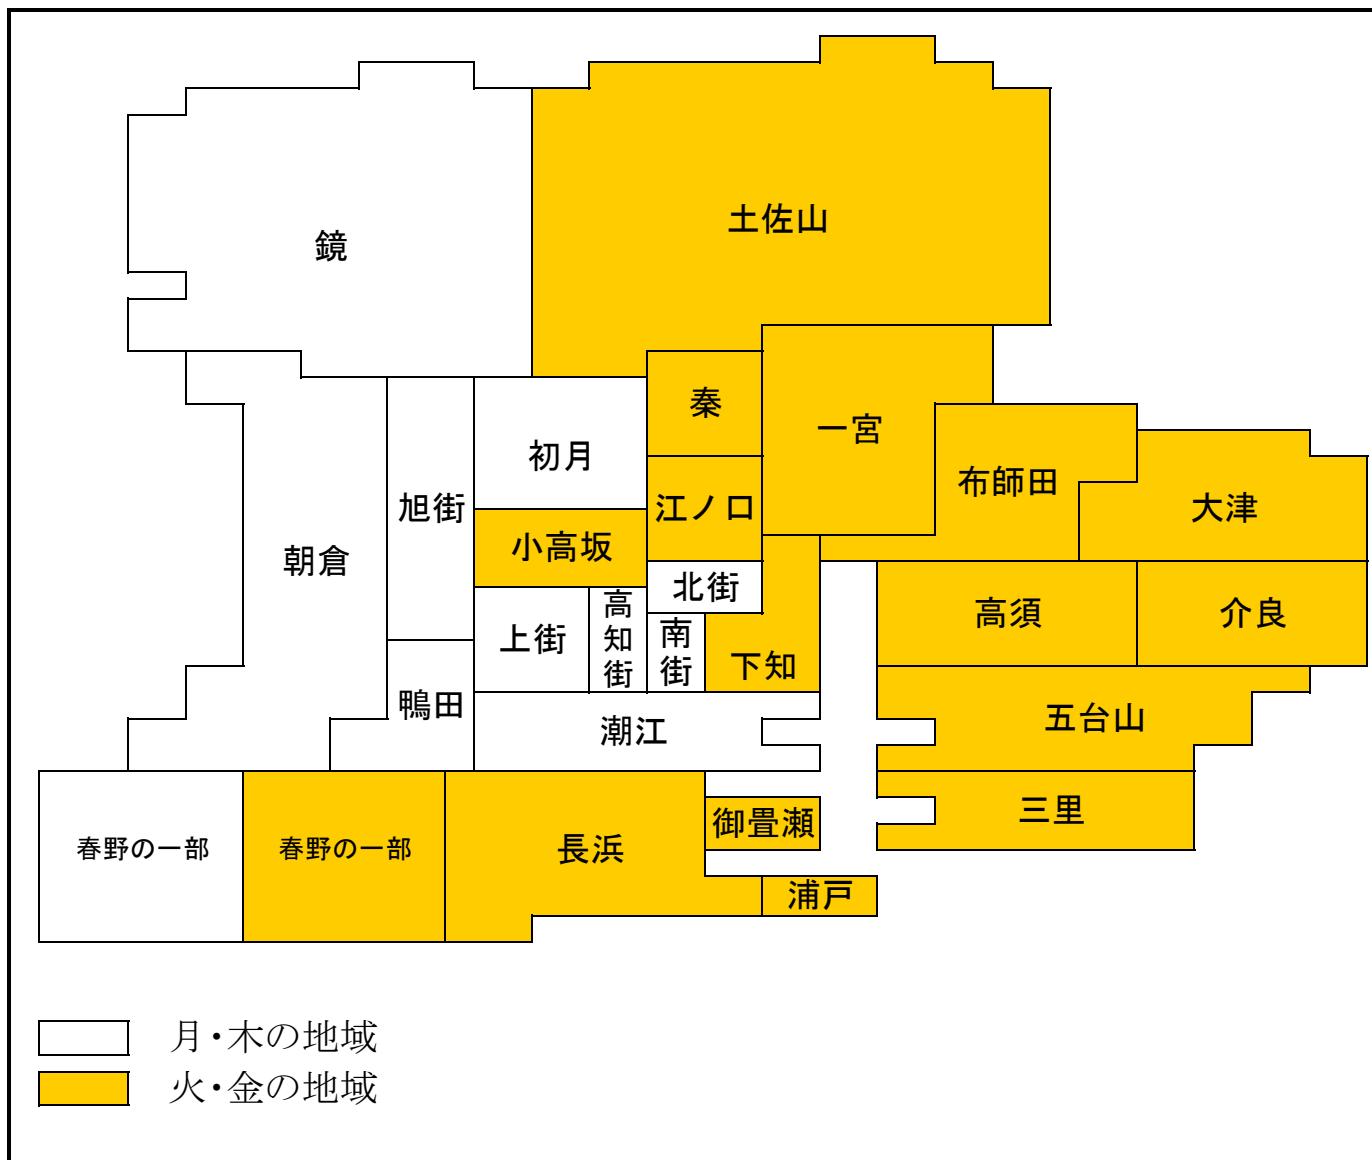 土佐山
鏡
秦
一宮
初月
布師田
旭街
江ノ口
大津
小高坂
朝倉
北街
高知街
高須
介良
上街
南街
下知
鴨田
潮江
五台山
三里
御畳瀬
春野の一部
春野の一部
長浜
浦戸
月・木の地域
火・金の地域